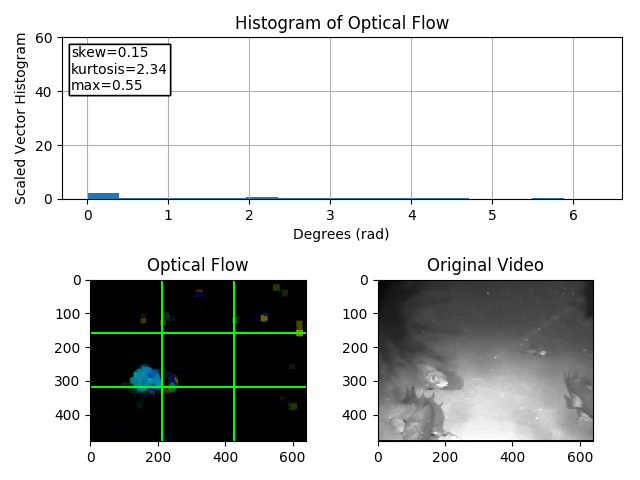 Histogram of Optical Flow
Scaled Vector Histogram
60
40
20
0
skew=0.15
kurtosis=2.34
max=0.55
0 1 2 3 4 5 6
Degrees (rad)
Optical Flow
0
100
200
300
400
0 200 400 600
Original Video
0
100
200
300
400
0 200 400 600